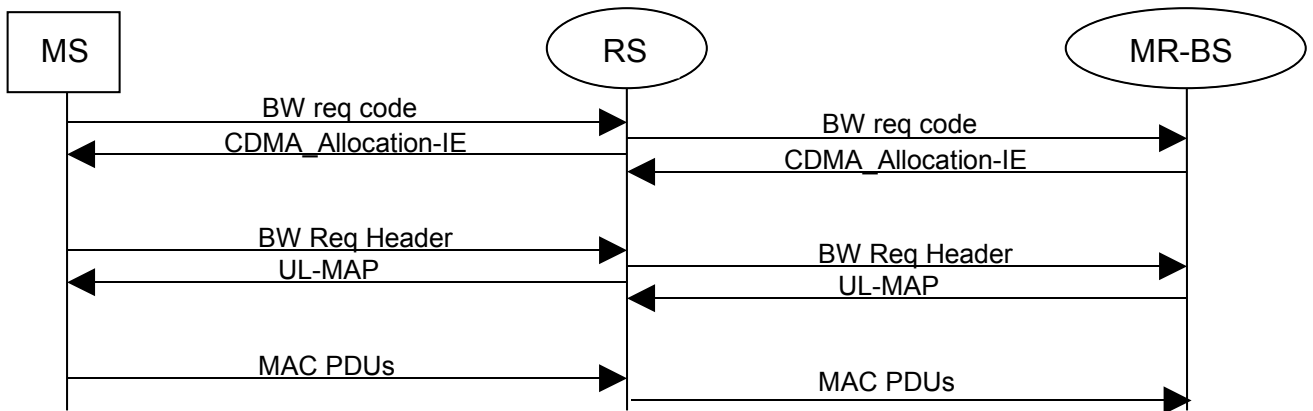 MS
RS
MR-BS
BW req code
BW req code
CDMA_Allocation-IE
CDMA_Allocation-IE
BW Req Header
BW Req Header
UL-MAP
UL-MAP
MAC PDUs
MAC PDUs